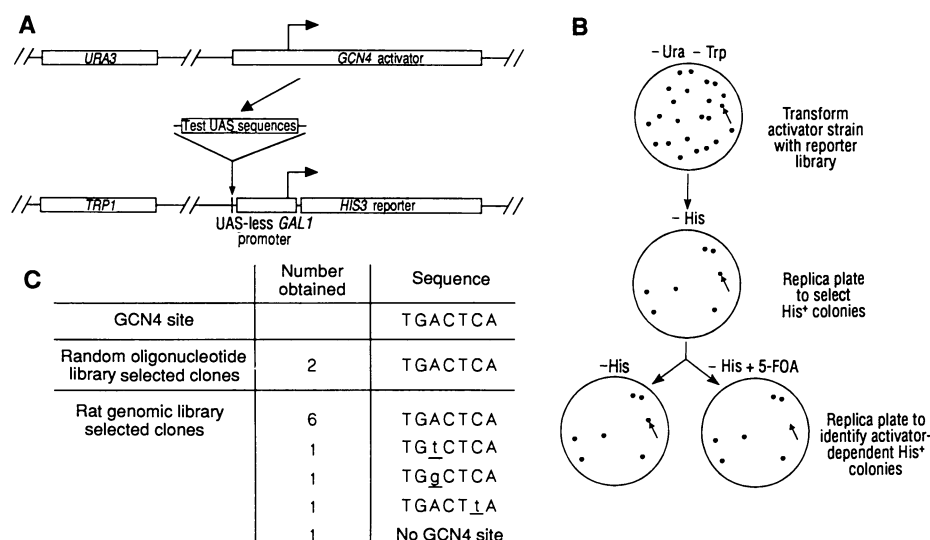 A
URA3
GCN4 activator
Test UAS sequences
TRP1
HIS3 reporter
UAS-less GAL1
promoter
B
- Ura - Trp
Transform
activator strain
with reporter
library
- His
Replica plate
to select
His+ colonies
-His
- His + 5-FOA
Replica plate to
identify activator-
dependent His+
colonies
C
Number
obtained
Sequence
GCN4 site
TGACTCA
Random oligonucleotide
library selected clones
2
TGACTCA
Rat genomic library
selected clones
6
TGACTCA
1
TGtCTCA
1
TGgCTCA
1
TGACTtA
1
No GCN4 site